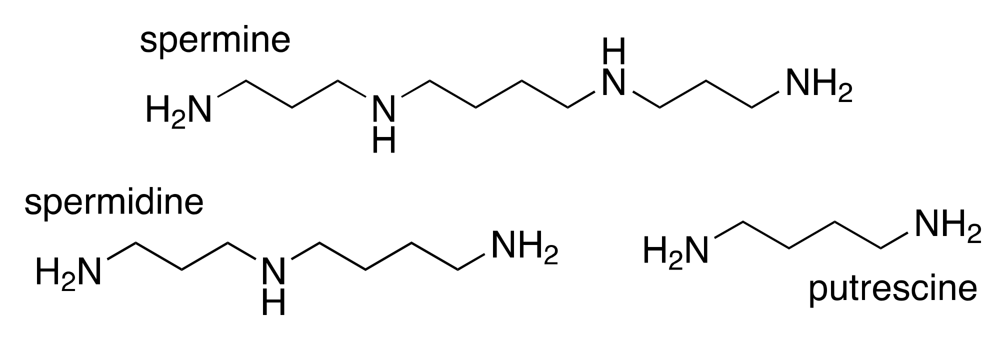 spermine
H
H₂N N N NH₂
H
spermidine
H₂N N NH₂
H
H₂N NH₂
putrescine